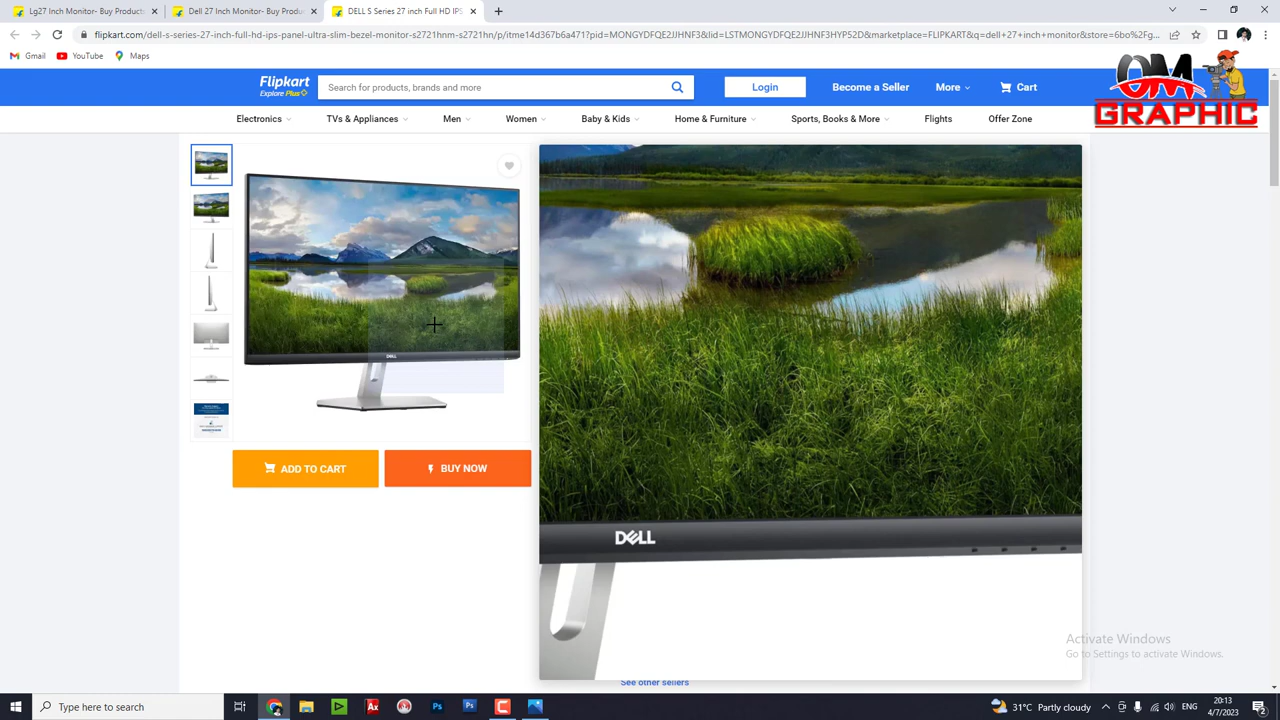 Lg27 Inch Monitor - Buy Products
Dell 27 Inch Monitor - Buy Produ
DELL S Series 27 inch Full HD IPS
flipkart.com/dell-s-series-27-inch-full-hd-ips-panel-ultra-slim-bezel-monitor-s2721hnm-s2721hn/p/itme14d367b6a471?pid=MONGYDFQE2JJHNF3&lid=LSTMONGYDFQE2JJHNF3HYP52D&marketplace=FLIPKART&q=dell+27+inch+monitor&store=6bo%2Fg...
Gmail YouTube Maps
Flipkart
Explore Plus
Search for products, brands and more
Login
Become a Seller
More
Cart
OM
GRAPHIC
Electronics TVs & Appliances Men Women Baby & Kids Home & Furniture Sports, Books & More Flights Offer Zone
DELL
ADD TO CART
BUY NOW
DELL
See other sellers
Activate Windows
Go to Settings to activate Windows.
Type here to search
31°C Partly cloudy
20:13
4/7/2023